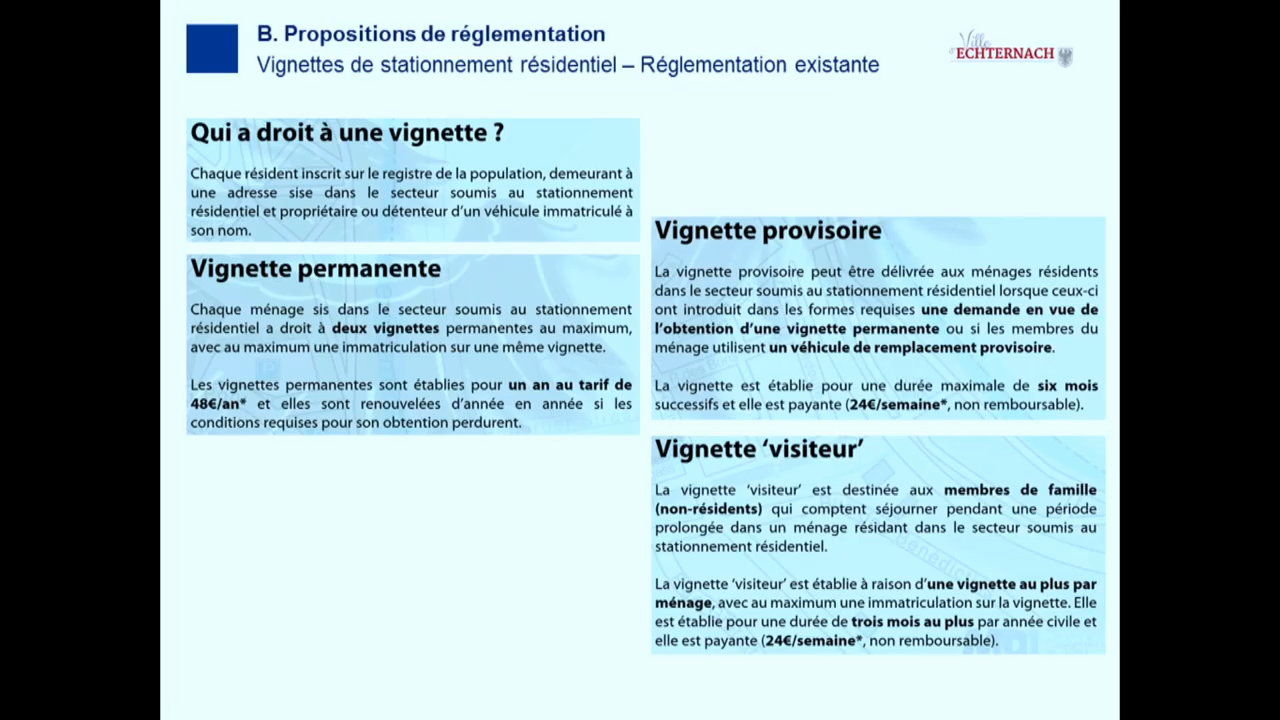 B. Propositions de réglementation
Vignettes de stationnement résidentiel – Réglementation existante
Ville
ECHTERNACH
Qui a droit à une vignette ?
Chaque résident inscrit sur le registre de la population, demeurant à
une adresse sise dans le secteur soumis au stationnement
résidentiel et propriétaire ou détenteur d'un véhicule immatriculé à
son nom.
Vignette permanente
Chaque ménage sis dans le secteur soumis au stationnement
résidentiel a droit à deux vignettes permanentes au maximum,
avec au maximum une immatriculation sur une même vignette.
Les vignettes permanentes sont établies pour un an au tarif de
48€/an* et elles sont renouvelées d'année en année si les
conditions requises pour son obtention perdurent.
Vignette provisoire
La vignette provisoire peut être délivrée aux ménages résidents
dans le secteur soumis au stationnement résidentiel lorsque ceux-ci
ont introduit dans les formes requises une demande en vue de
l'obtention d'une vignette permanente ou si les membres du
ménage utilisent un véhicule de remplacement provisoire.
La vignette est établie pour une durée maximale de six mois
successifs et elle est payante (24€/semaine*, non remboursable).
Vignette ‘visiteur’
La vignette ‘visiteur’ est destinée aux membres de famille
(non-résidents) qui comptent séjourner pendant une période
prolongée dans un ménage résidant dans le secteur soumis au
stationnement résidentiel.
La vignette ‘visiteur’ est établie à raison d'une vignette au plus par
ménage, avec au maximum une immatriculation sur la vignette. Elle
est établie pour une durée de trois mois au plus par année civile et
elle est payante (24€/semaine*, non remboursable).